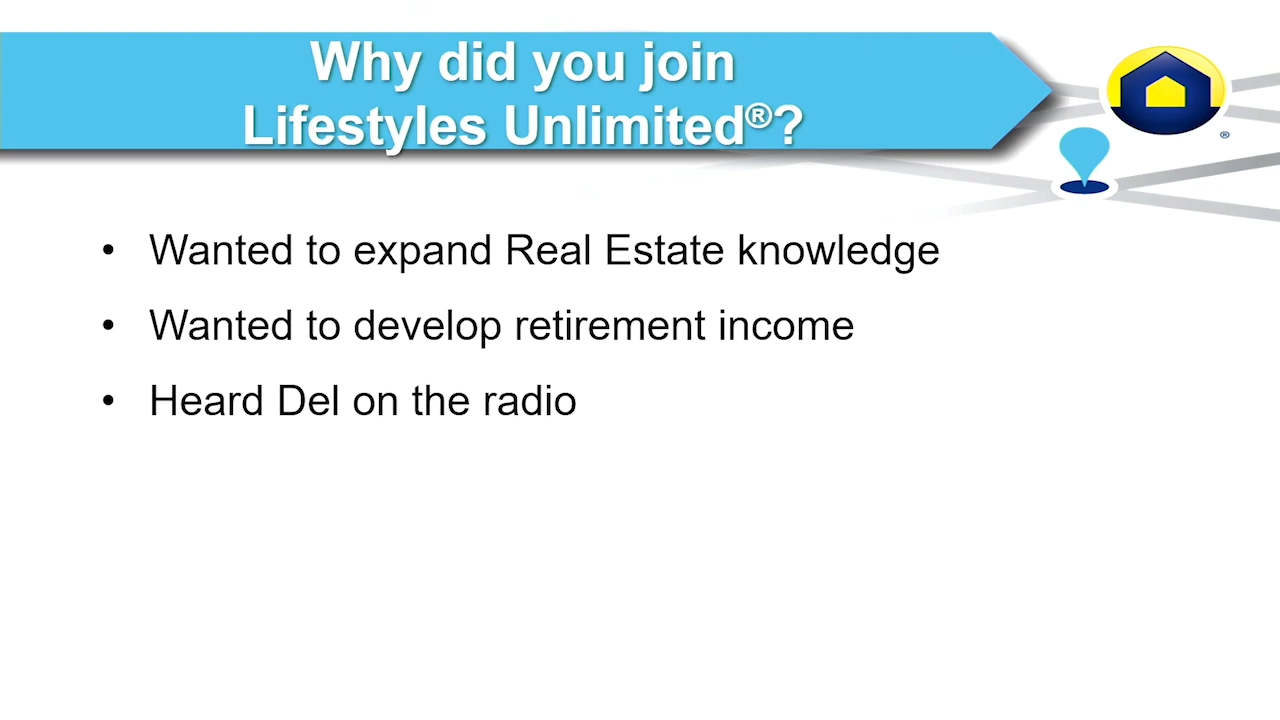 Why did you join
Lifestyles Unlimited®?
®
• Wanted to expand Real Estate knowledge
• Wanted to develop retirement income
• Heard Del on the radio